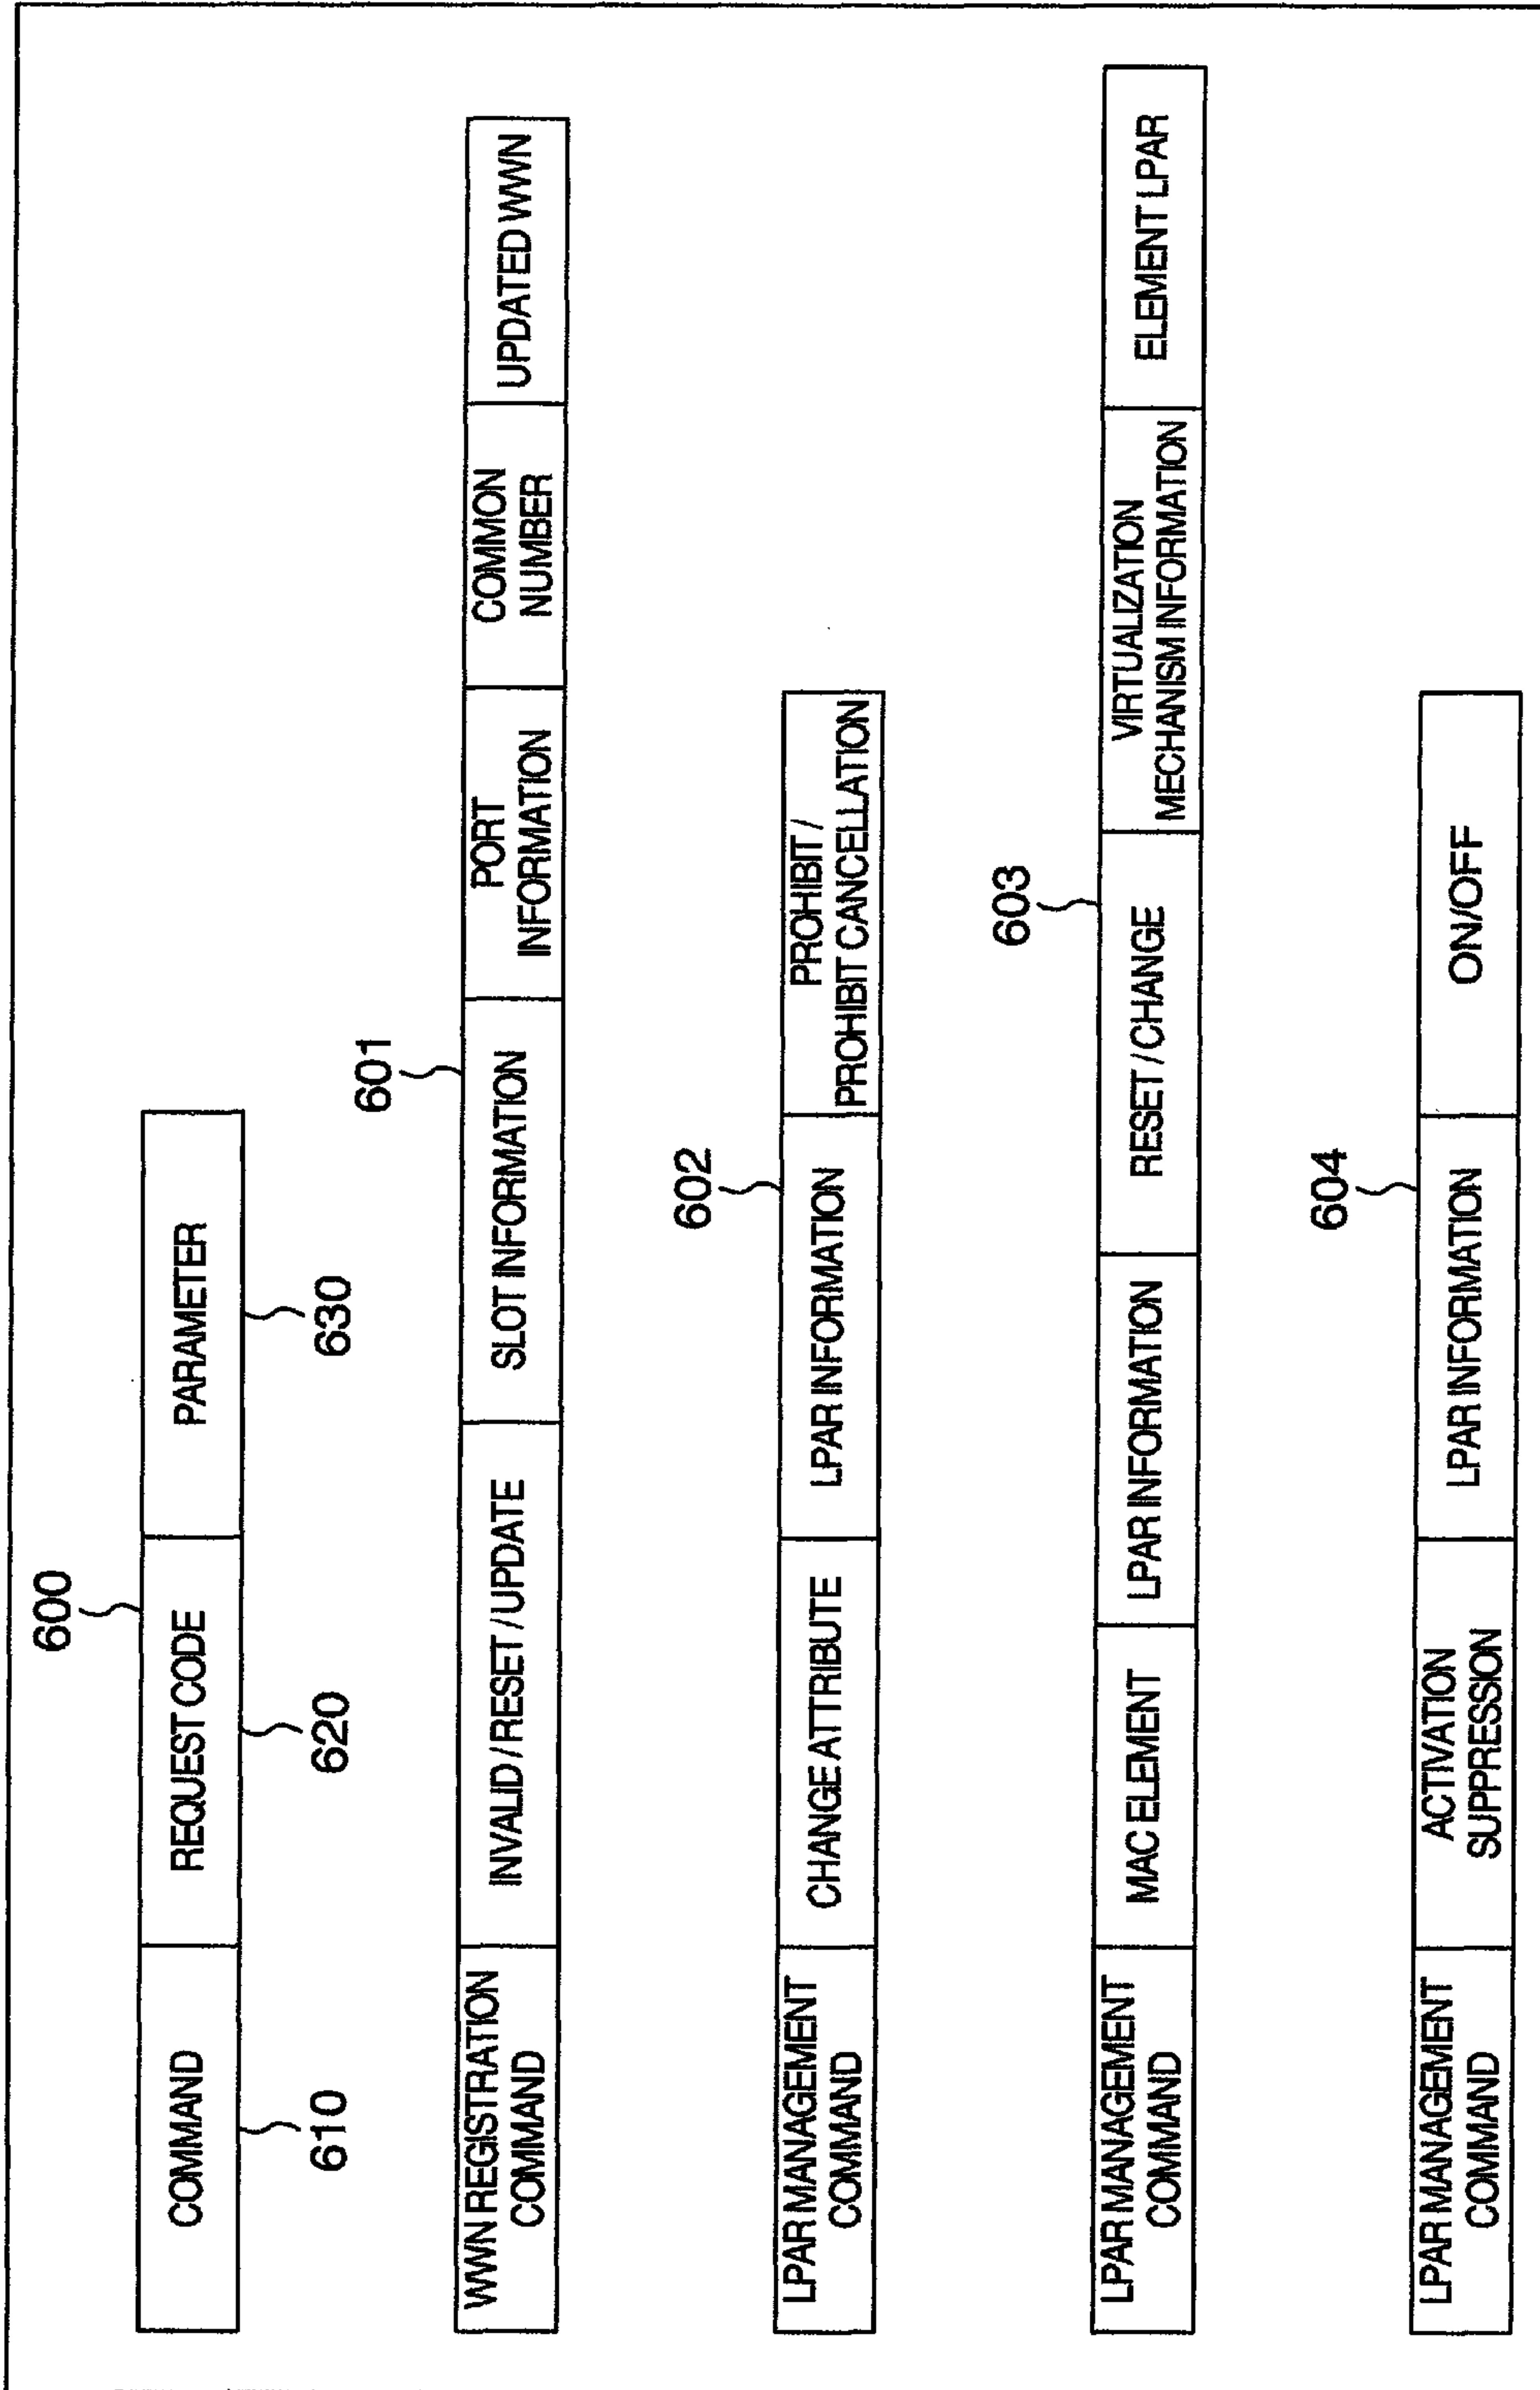 600
COMMAND
REQUEST CODE
PARAMETER
610
620
630
601
WWN REGISTRATION
COMMAND
INVALID / RESET / UPDATE
SLOT INFORMATION
PORT
INFORMATION
COMMON
NUMBER
UPDATED WWN
602
LPAR MANAGEMENT
COMMAND
CHANGE ATTRIBUTE
LPAR INFORMATION
PROHIBIT /
PROHIBIT CANCELLATION
603
LPAR MANAGEMENT
COMMAND
MAC ELEMENT
LPAR INFORMATION
RESET / CHANGE
VIRTUALIZATION
MECHANISM INFORMATION
ELEMENT LPAR
604
LPAR MANAGEMENT
COMMAND
ACTIVATION
SUPPRESSION
LPAR INFORMATION
ON/OFF